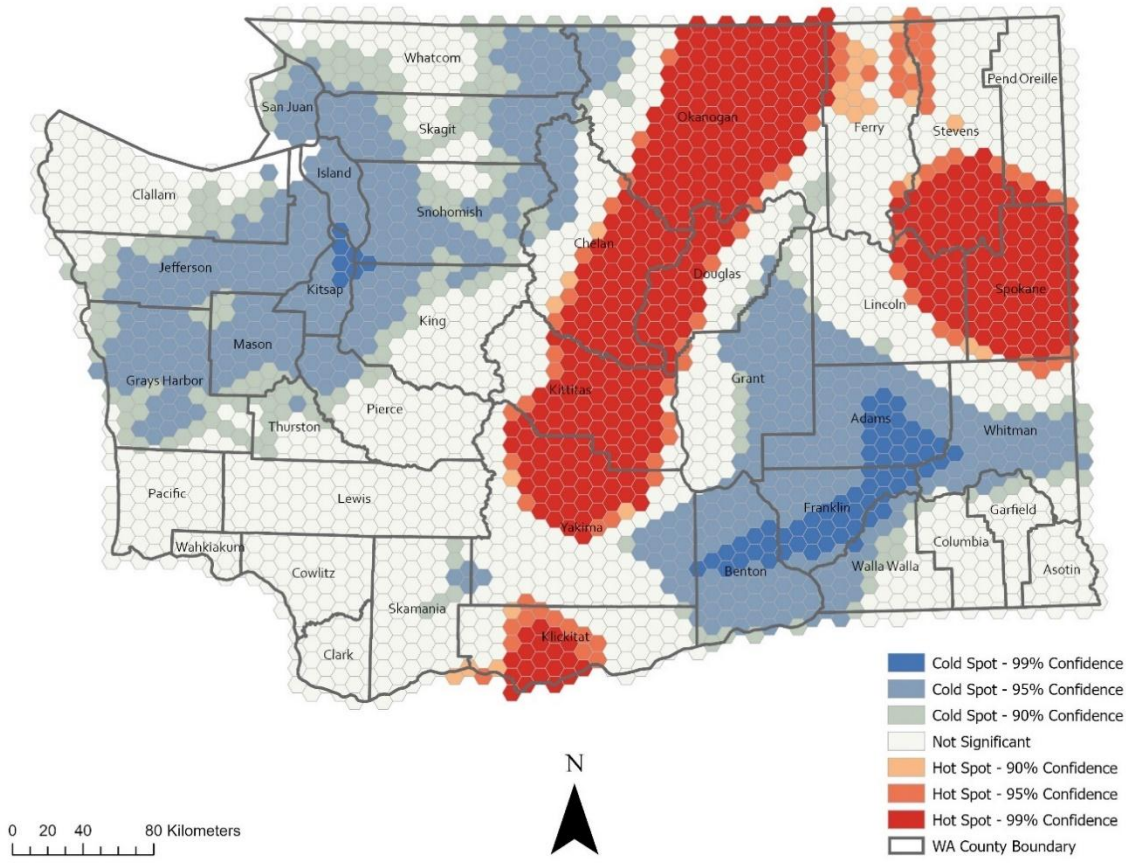 Whatcom
Pend Oreille
San Juan
Okanogan
Skagit
Ferry
Stevens
Island
Clallam
Snohomish
Chelan
Jefferson
Douglas
Kitsap
Lincoln
Spokane
King
Mason
Grays Harbor
Grant
Kittitas
Pierce
Adams
Thurston
Whitman
Pacific
Lewis
Franklin
Garfield
Yakima
Wahkiakum
Columbia
Cowlitz
Benton
Walla Walla
Asotin
Skamania
Klickitat
Clark
Cold Spot - 99% Confidence
Cold Spot - 95% Confidence
Cold Spot - 90% Confidence
Not Significant
Hot Spot - 90% Confidence
Hot Spot - 95% Confidence
Hot Spot - 99% Confidence
WA County Boundary
N
0 20 40 80 Kilometers